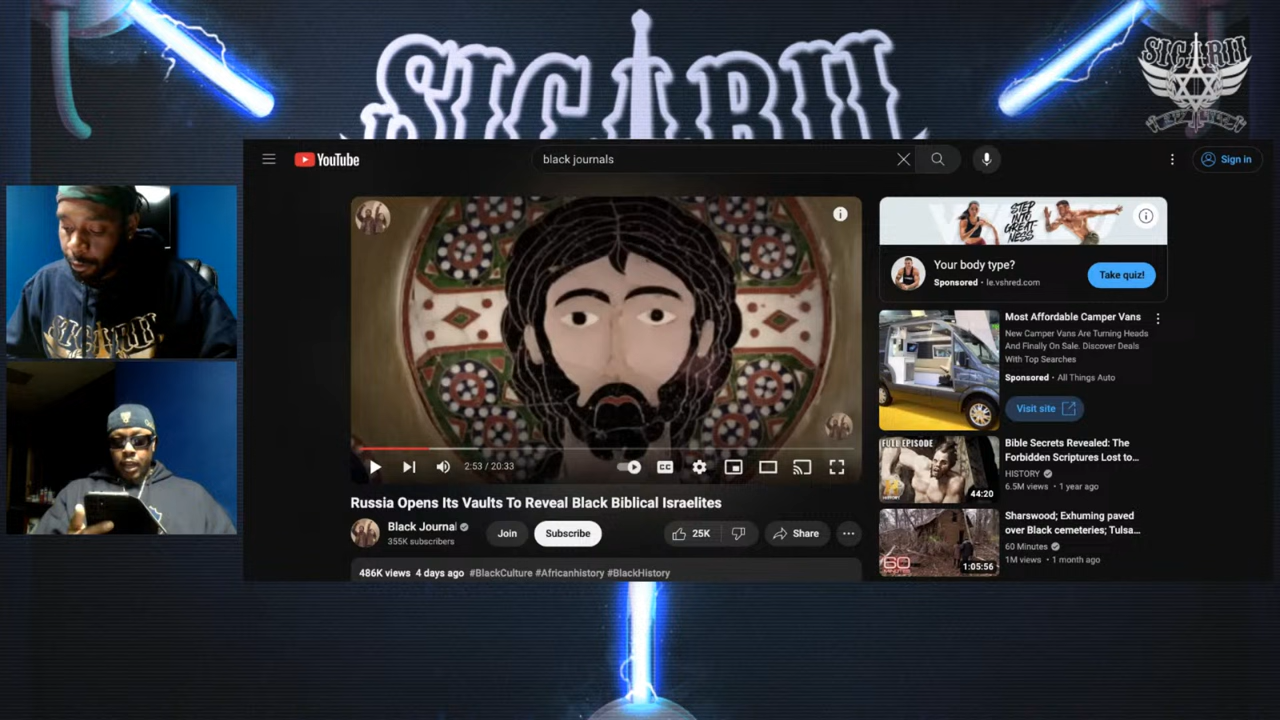 SICARII
SICARII
YouTube
black journals
Sign in
STEP
INTO
GREAT
NESS
Your body type?
Sponsored • le.vshred.com
Take quiz!
Most Affordable Camper Vans
New Camper Vans Are Turning Heads
And Finally On Sale. Discover Deals
With Top Searches
Sponsored • All Things Auto
Visit site
SICARII
2:53 / 20:33
CC
FULL EPISODE
44:20
Bible Secrets Revealed: The
Forbidden Scriptures Lost to...
HISTORY
6.5M views • 1 year ago
Russia Opens Its Vaults To Reveal Black Biblical Israelites
Black Journal
355K subscribers
Join
Subscribe
25K
Share
60
MINUTES
1:05:56
Sharswood; Exhuming paved
over Black cemeteries; Tulsa...
60 Minutes
1M views • 1 month ago
486K views 4 days ago #BlackCulture #Africanhistory #BlackHistory